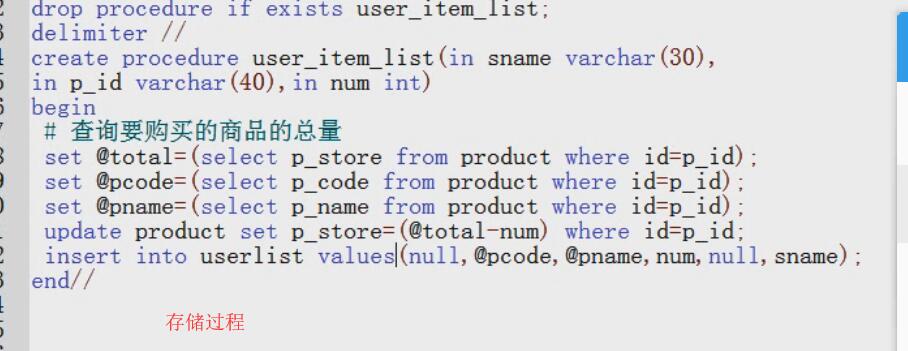 drop procedure if exists user_item_list;
delimiter //
create procedure user_item_list(in sname varchar(30),
in p_id varchar(40),in num int)
begin
# 查询要购买的商品的总量
set @total=(select p_store from product where id=p_id);
set @pcode=(select p_code from product where id=p_id);
set @pname=(select p_name from product where id=p_id);
update product set p_store=(@total-num) where id=p_id;
insert into userlist values(null,@pcode,@pname,num,null,sname);
end//
存储过程